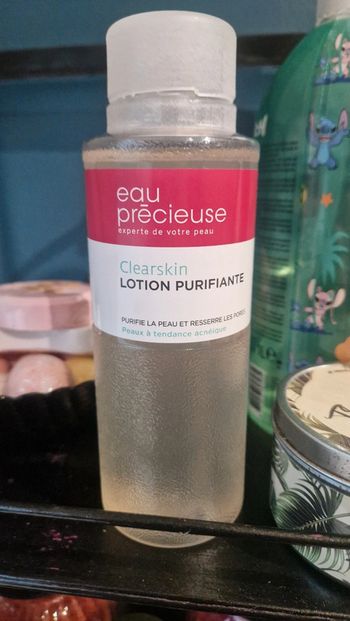 eau
précieuse
experte de votre peau
Clearskin
LOTION PURIFIANTE
PURIFIE LA PEAU ET RESSERRE LES PORES
Peaux à tendance acnéique